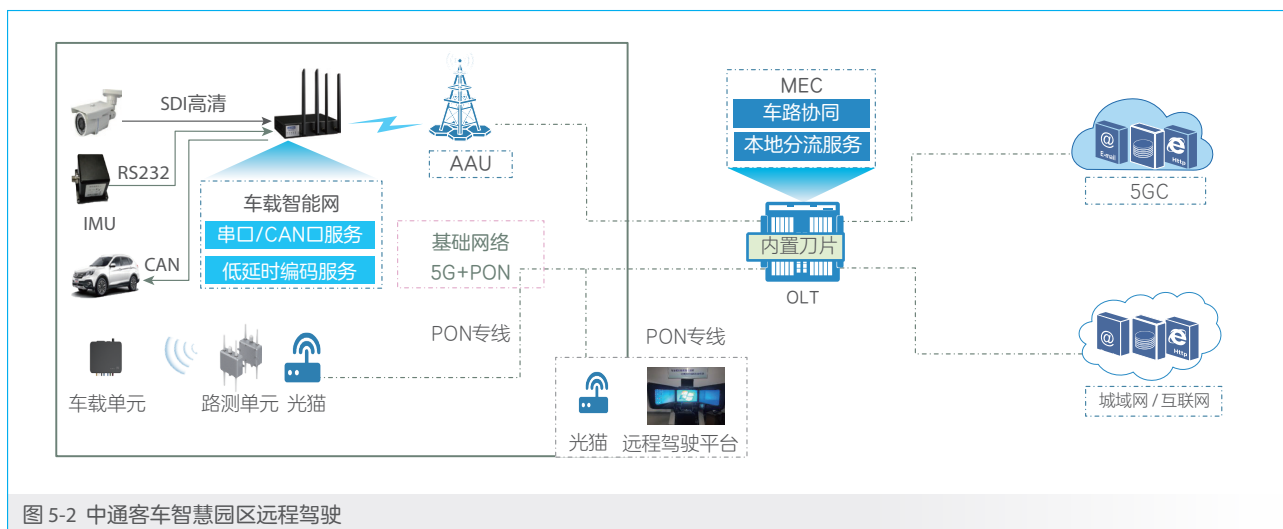 SDI高清
RS232
IMU
CAN
车载智能网
串口/CAN口服务
低延时编码服务
AAU
基础网络
5G+PON
MEC
车路协同
本地分流服务
内置刀片
OLT
@
E-mail
Http
5GC
@
Http
城域网 / 互联网
PON专线
PON专线
车载单元
路测单元
光猫
光猫
远程驾驶平台
图 5-2 中通客车智慧园区远程驾驶